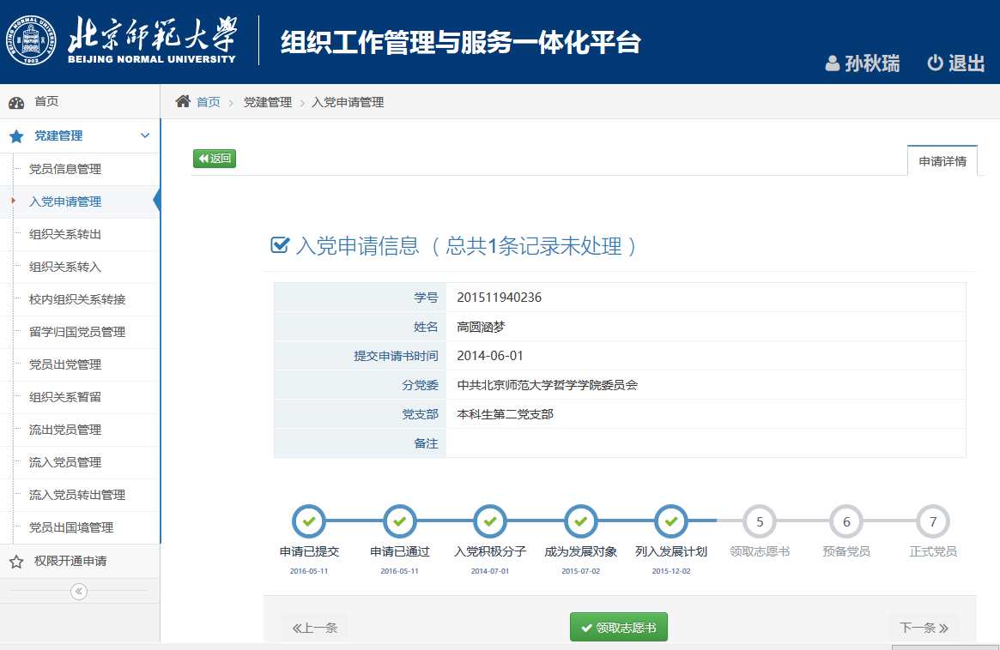 北京师范大学
BEIJING NORMAL UNIVERSITY
BEIJING NORMAL UNIVERSITY
1902
组织工作管理与服务一体化平台
孙秋瑞 退出
首页
党建管理
党员信息管理
入党申请管理
组织关系转出
组织关系转入
校内组织关系转接
留学归国党员管理
党员出党管理
组织关系暂留
流出党员管理
流入党员管理
流入党员转出管理
党员出国境管理
权限开通申请
首页 > 党建管理 > 入党申请管理
返回
申请详情
入党申请信息 （ 总共1条记录未处理 ）
学号 201511940236
姓名 高圆涵梦
提交申请书时间 2014-06-01
分党委 中共北京师范大学哲学学院委员会
党支部 本科生第二党支部
备注
5 6 7
申请已提交 申请已通过 入党积极分子 成为发展对象 列入发展计划 领取志愿书 预备党员 正式党员
2016-05-11 2016-05-11 2014-07-01 2015-07-02 2015-12-02
上一条 领取志愿书 下一条